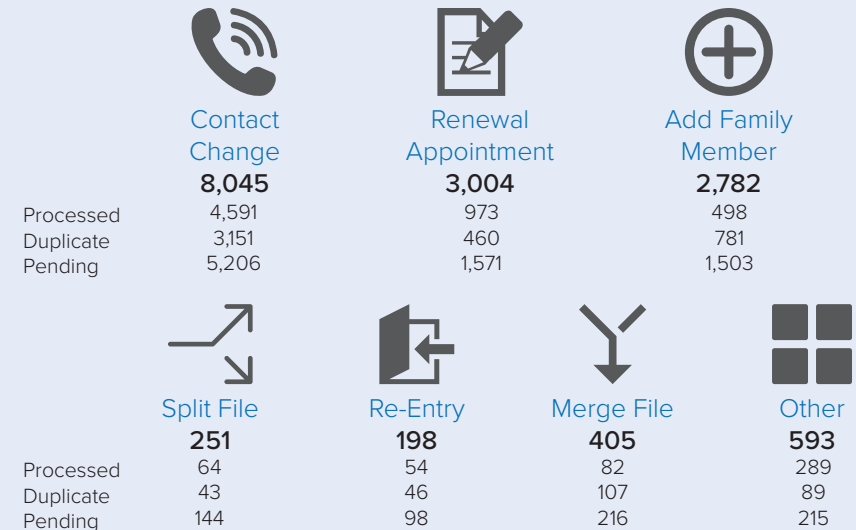 Contact Change
Renewal Appointment
Add Family Member
8,045 3,004 2,782
Processed 4,591 973 498
Duplicate 3,151 460 781
Pending 5,206 1,571 1,503
Split File Re-Entry Merge File Other
251 198 405 593
Processed 64 54 82 289
Duplicate 43 46 107 89
Pending 144 98 216 215